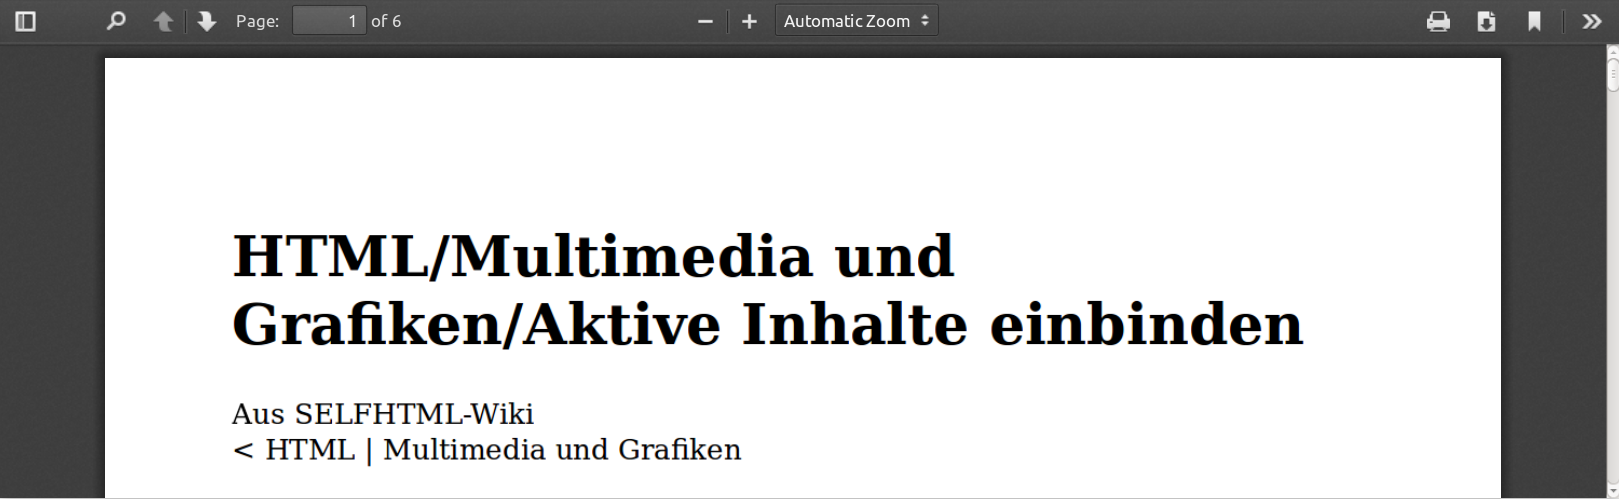 Page: 1 of 6 Automatic Zoom
HTML/Multimedia und
Grafiken/Aktive Inhalte einbinden
Aus SELFHTML-Wiki
< HTML | Multimedia und Grafiken